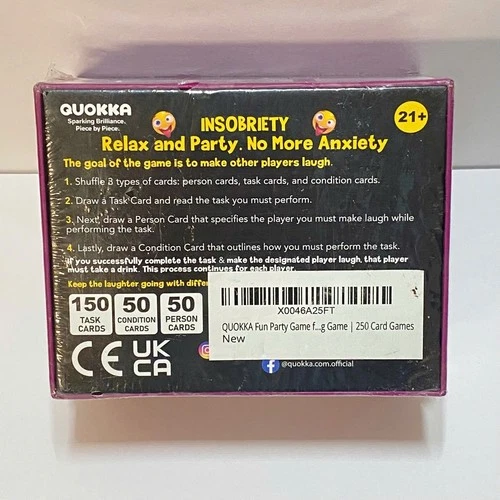 QUOKKA
Sparking Brilliance.
Piece by Piece.
21+
INSOBRIETY
Relax and Party. No More Anxiety
The goal of the game is to make other players laugh.
1. Shuffle 3 types of cards: person cards, task cards, and condition cards.
2. Draw a Task Card and read the task you must perform.
3. Next, draw a Person Card that specifies the player you must make laugh while
performing the task.
4. Lastly, draw a Condition Card that outlines how you must perform the task.
If you successfully complete the task & make the designated player laugh, that player
must take a drink. This process continues for each player.
Keep the laughter going with
150 TASK CARDS
50 CONDITION CARDS
50 PERSON CARDS
X0046A25FT
QUOKKA Fun Party Game f...g Game | 250 Card Games
New
CE UK CA
@quokka.com.official